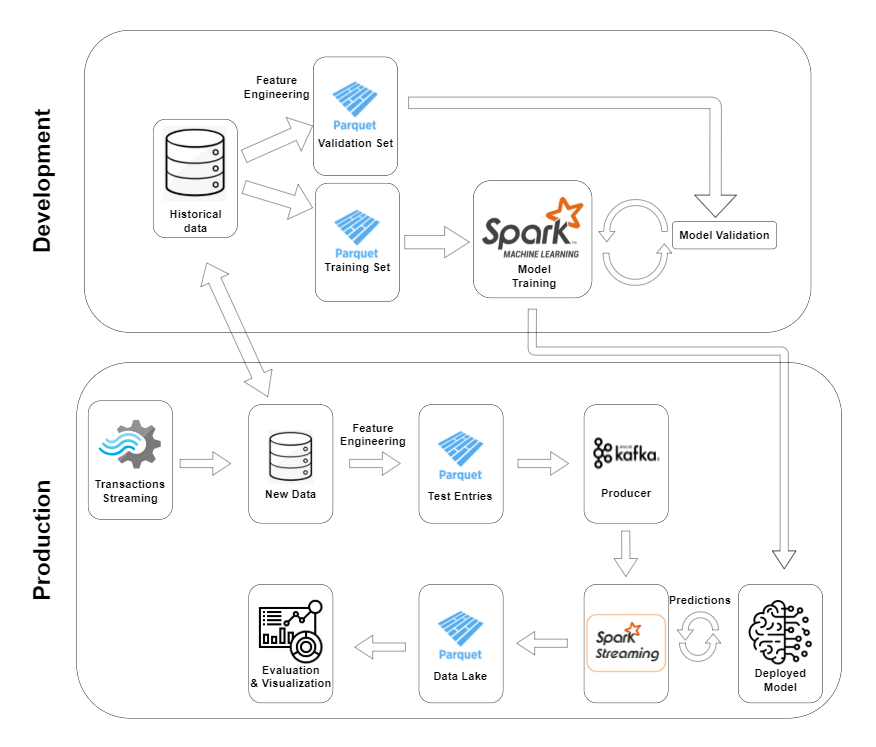 Development
Feature
Engineering
Parquet
Validation Set
Historical
data
Parquet
Training Set
Spark
MACHINE LEARNING
Model
Training
Model Validation
Production
Transactions
Streaming
New Data
Feature
Engineering
Parquet
Test Entries
kafka
Producer
Evaluation
& Visualization
Parquet
Data Lake
Spark
Streaming
Predictions
Deployed
Model